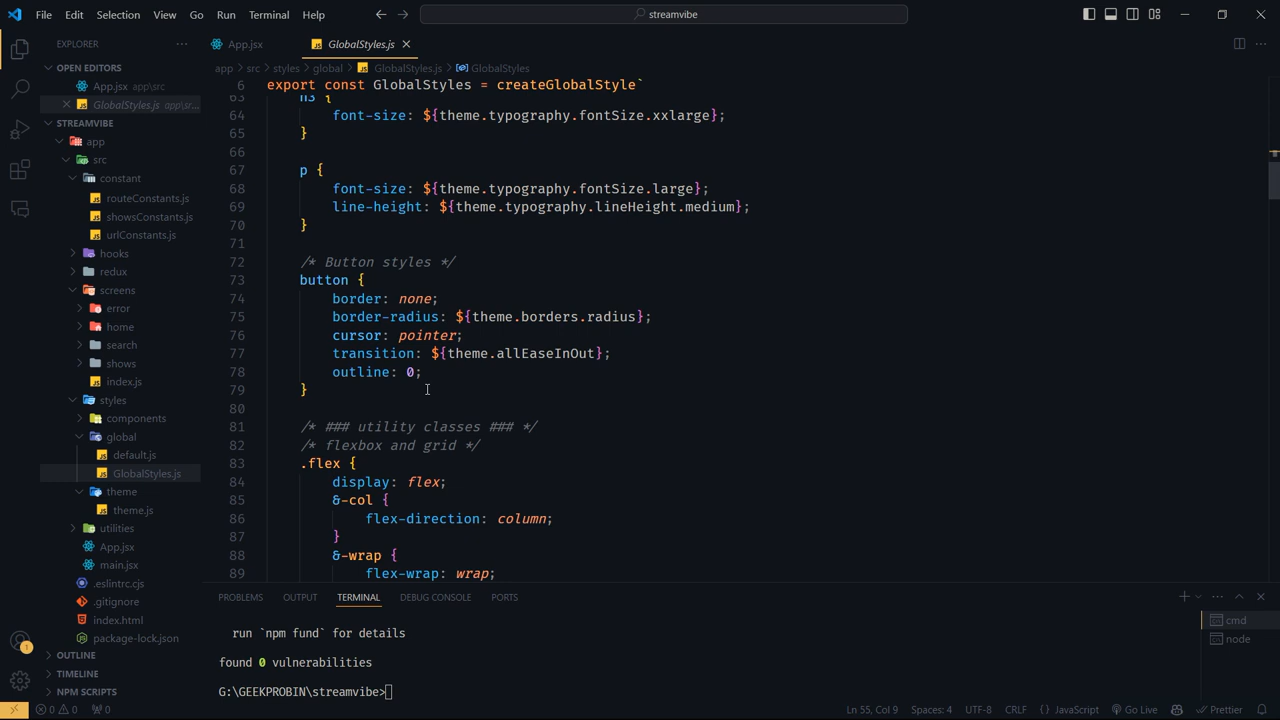 File Edit Selection View Go Run Terminal Help
streamvibe
EXPLORER
OPEN EDITORS
App.jsx app\src
GlobalStyles.js app\sr...
STREAMVIBE
app
src
constant
routeConstants.js
showsConstants.js
urlConstants.js
hooks
redux
screens
error
home
search
shows
index.js
styles
components
global
default.js
GlobalStyles.js
theme
theme.js
utilities
App.jsx
main.jsx
.eslintrc.cjs
.gitignore
index.html
package-lock.json
OUTLINE
TIMELINE
NPM SCRIPTS
App.jsx
GlobalStyles.js
app > src > styles > global > GlobalStyles.js > GlobalStyles
6 export const GlobalStyles = createGlobalStyle`
63 h3 {
64 font-size: ${theme.typography.fontSize.xxlarge};
65 }
66
67 p {
68 font-size: ${theme.typography.fontSize.large};
69 line-height: ${theme.typography.lineHeight.medium};
70 }
71
72 /* Button styles */
73 button {
74 border: none;
75 border-radius: ${theme.borders.radius};
76 cursor: pointer;
77 transition: ${theme.allEaseInOut};
78 outline: 0;
79 }
80
81 /* ### utility classes ### */
82 /* flexbox and grid */
83 .flex {
84 display: flex;
85 &-col {
86 flex-direction: column;
87 }
88 &-wrap {
89 flex-wrap: wrap;
PROBLEMS OUTPUT TERMINAL DEBUG CONSOLE PORTS
run `npm fund` for details
found 0 vulnerabilities
G:\GEEKPROBIN\streamvibe>
cmd
node
1
0 0 0 Ln 55, Col 9 Spaces: 4 UTF-8 CRLF {} JavaScript Go Live Prettier